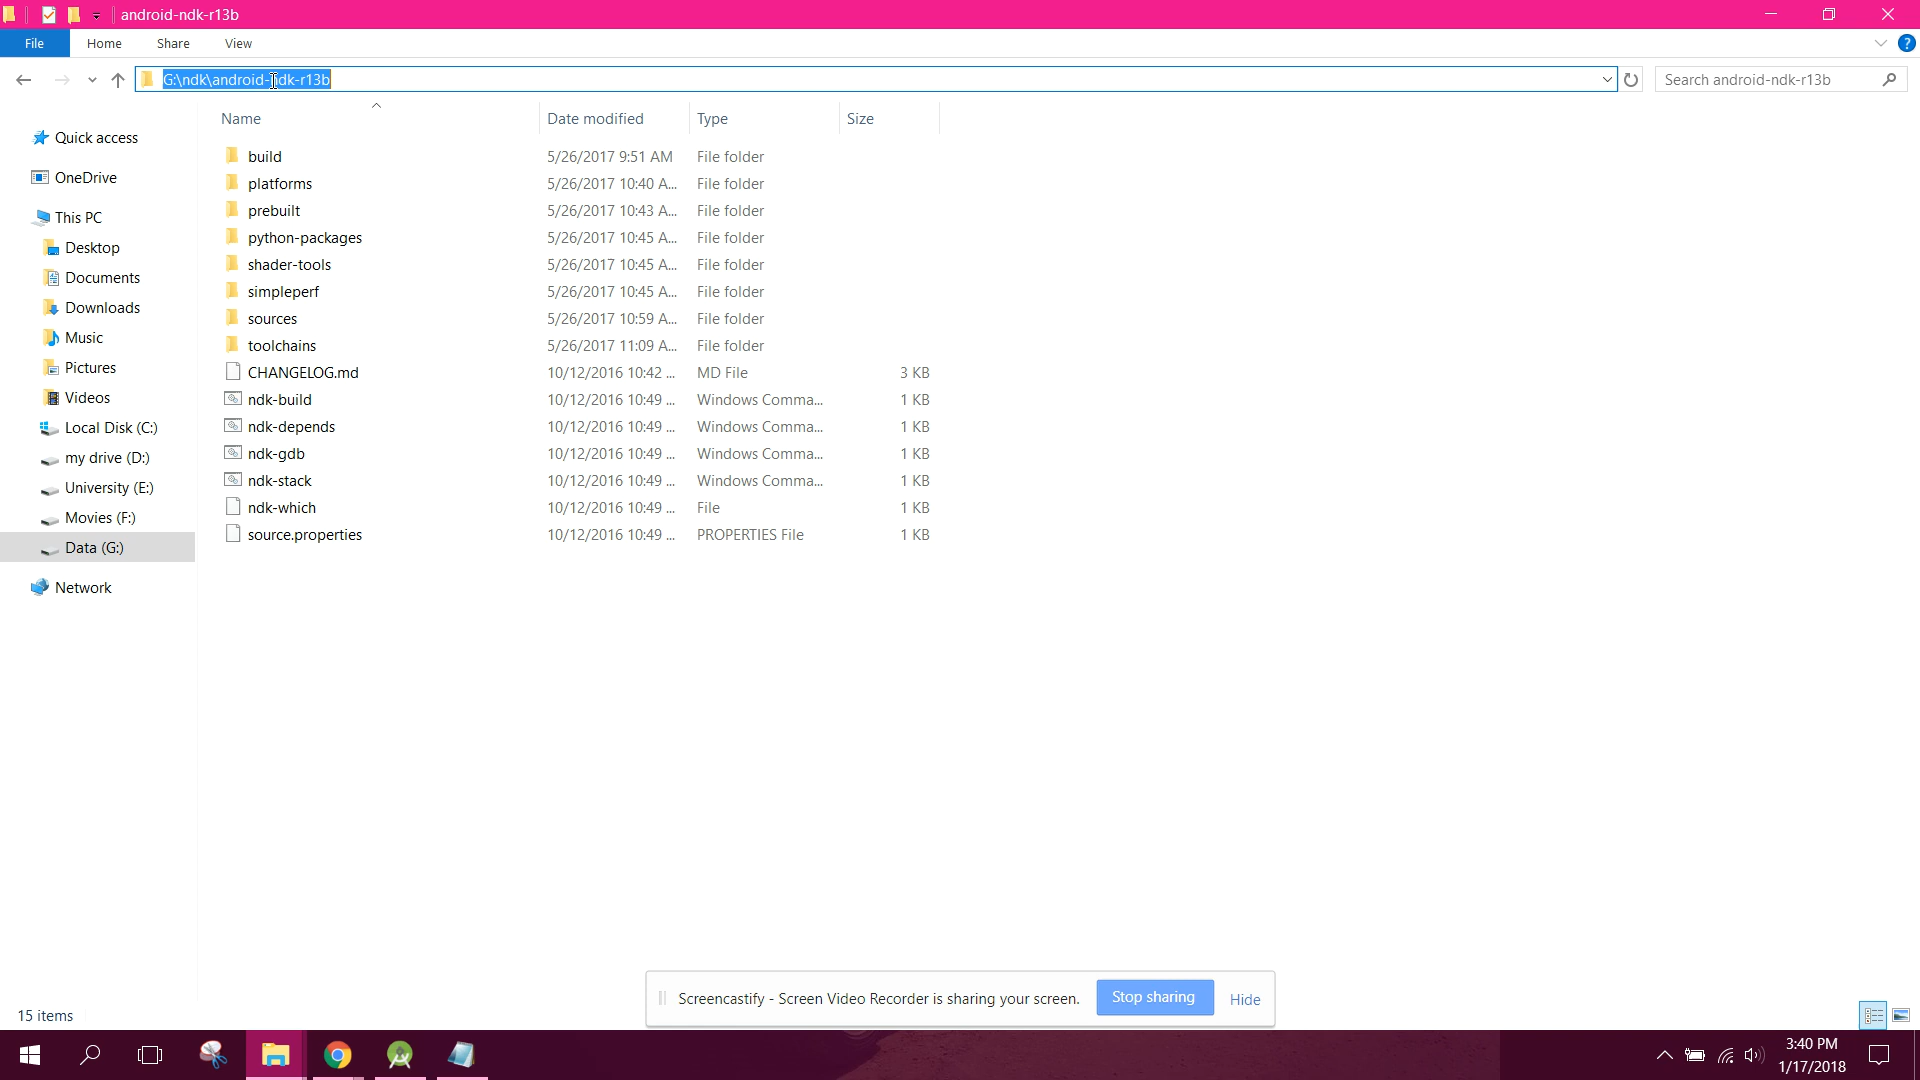 android-ndk-r13b
File Home Share View
G:\ndk\android-ndk-r13b Search android-ndk-r13b
Name Date modified Type Size
Quick access
OneDrive
This PC
Desktop
Documents
Downloads
Music
Pictures
Videos
Local Disk (C:)
my drive (D:)
University (E:)
Movies (F:)
Data (G:)
Network
build 5/26/2017 9:51 AM File folder
platforms 5/26/2017 10:40 A... File folder
prebuilt 5/26/2017 10:43 A... File folder
python-packages 5/26/2017 10:45 A... File folder
shader-tools 5/26/2017 10:45 A... File folder
simpleperf 5/26/2017 10:45 A... File folder
sources 5/26/2017 10:59 A... File folder
toolchains 5/26/2017 11:09 A... File folder
CHANGELOG.md 10/12/2016 10:42 ... MD File 3 KB
ndk-build 10/12/2016 10:49 ... Windows Comma... 1 KB
ndk-depends 10/12/2016 10:49 ... Windows Comma... 1 KB
ndk-gdb 10/12/2016 10:49 ... Windows Comma... 1 KB
ndk-stack 10/12/2016 10:49 ... Windows Comma... 1 KB
ndk-which 10/12/2016 10:49 ... File 1 KB
source.properties 10/12/2016 10:49 ... PROPERTIES File 1 KB
Screencastify - Screen Video Recorder is sharing your screen. Stop sharing Hide
15 items
3:40 PM
1/17/2018